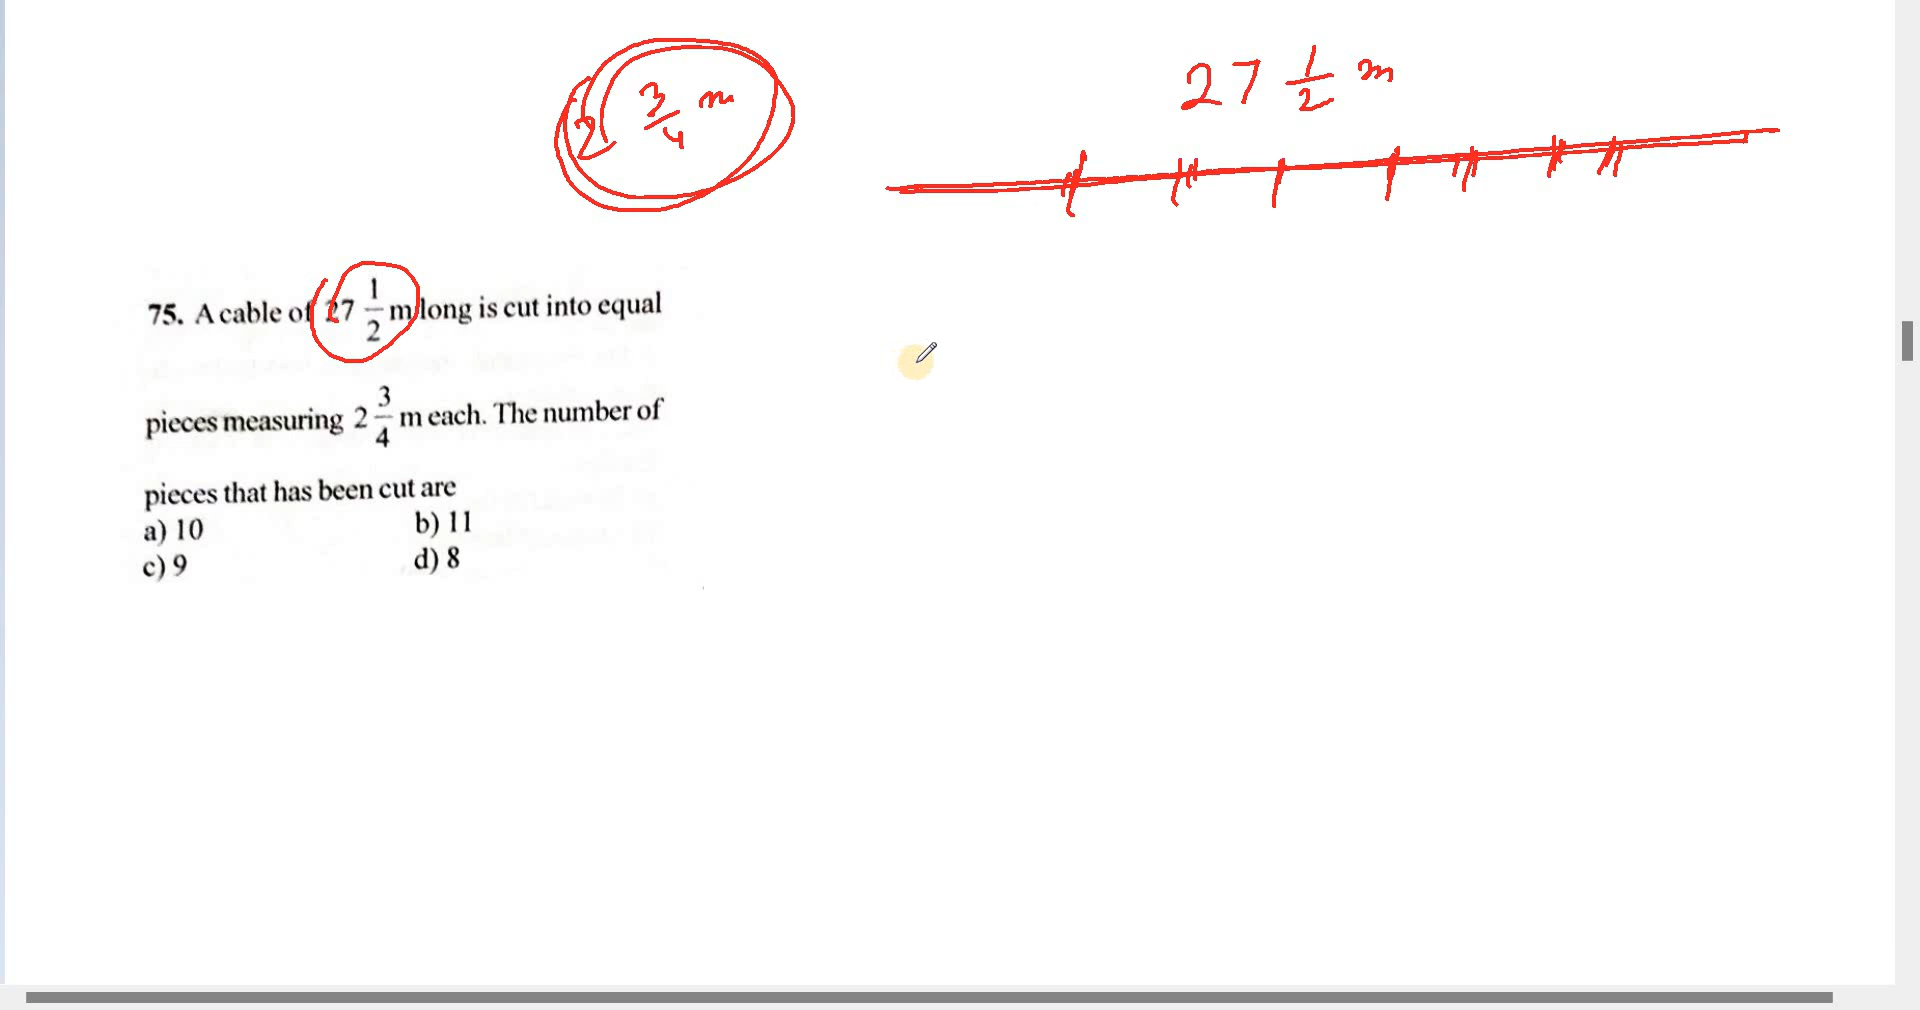 2 3/4 m
27 1/2 m
75. A cable of 27 1/2 m long is cut into equal
pieces measuring 2 3/4 m each. The number of
pieces that has been cut are
a) 10 b) 11
c) 9 d) 8